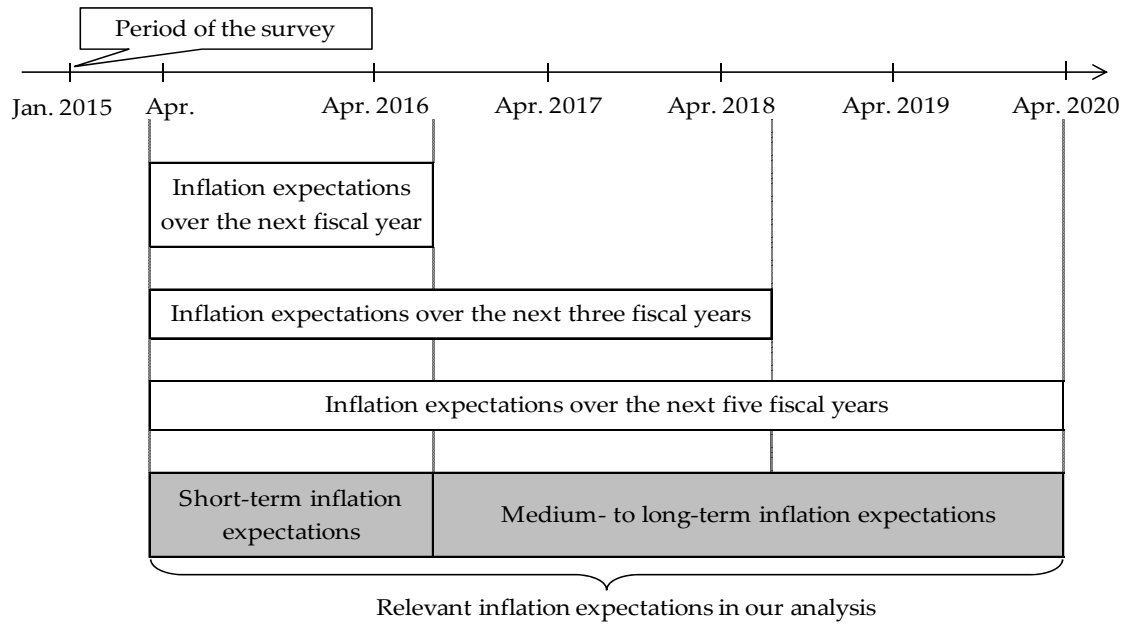 Period of the survey
Jan. 2015 Apr. Apr. 2016 Apr. 2017 Apr. 2018 Apr. 2019 Apr. 2020
Inflation expectations
over the next fiscal year
Inflation expectations over the next three fiscal years
Inflation expectations over the next five fiscal years
Short-term inflation
expectations
Medium- to long-term inflation expectations
Relevant inflation expectations in our analysis